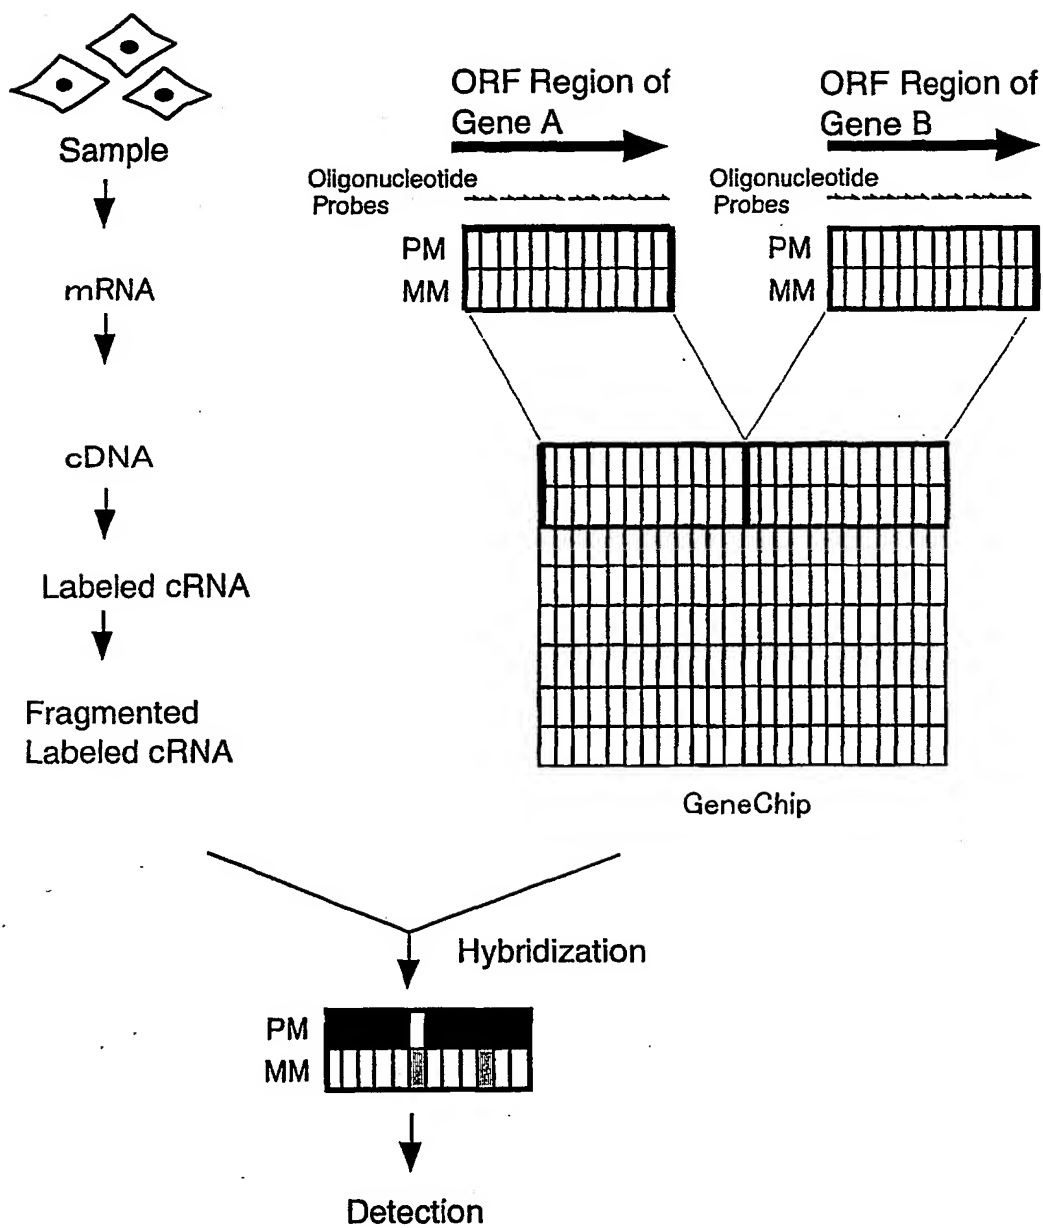 Sample
mRNA
cDNA
Labeled cRNA
Fragmented
Labeled cRNA
ORF Region of
Gene A
Oligonucleotide
Probes
PM
MM
ORF Region of
Gene B
Oligonucleotide
Probes
PM
MM
GeneChip
Hybridization
PM
MM
Detection